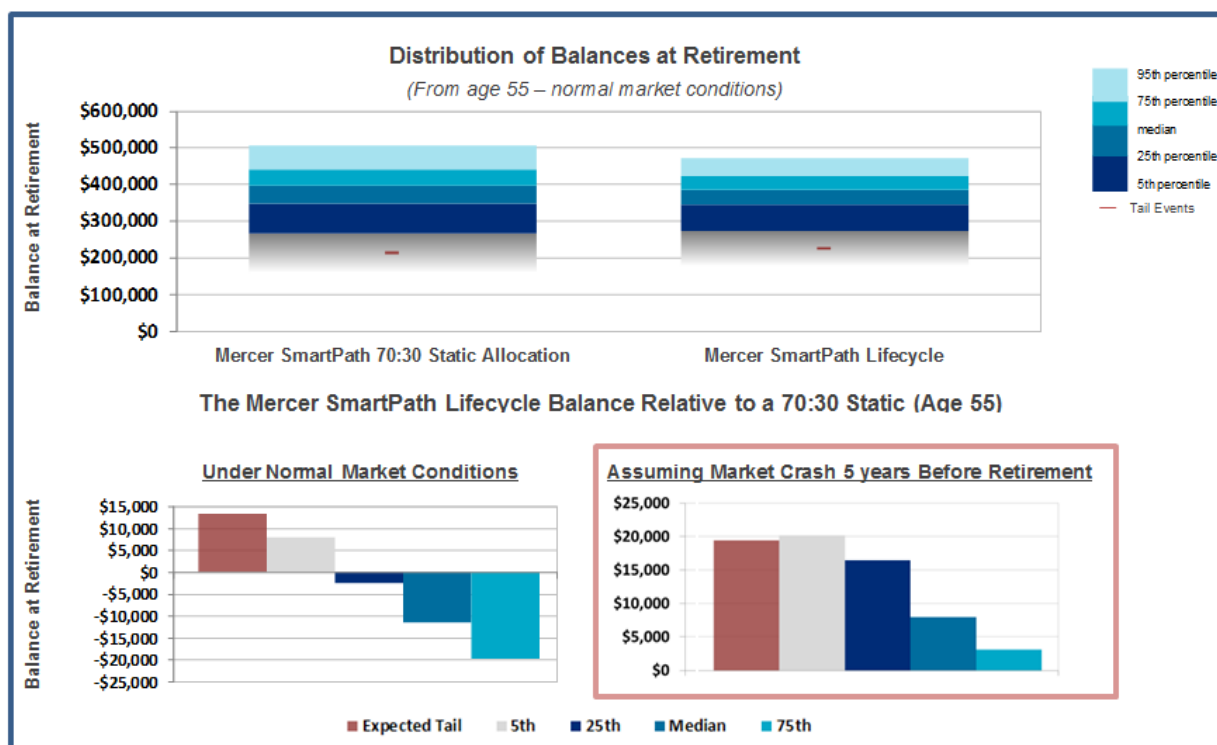 Distribution of Balances at Retirement
(From age 55 – normal market conditions)
95th percentile
75th percentile
median
25th percentile
5th percentile
Tail Events
Balance at Retirement
$600,000
$500,000
$400,000
$300,000
$200,000
$100,000
$0
Mercer SmartPath 70:30 Static Allocation
Mercer SmartPath Lifecycle
The Mercer SmartPath Lifecycle Balance Relative to a 70:30 Static (Age 55)
Under Normal Market Conditions
Balance at Retirement
$15,000
$10,000
$5,000
$0
-$5,000
-$10,000
-$15,000
-$20,000
-$25,000
Assuming Market Crash 5 years Before Retirement
$25,000
$20,000
$15,000
$10,000
$5,000
$0
Expected Tail 5th 25th Median 75th